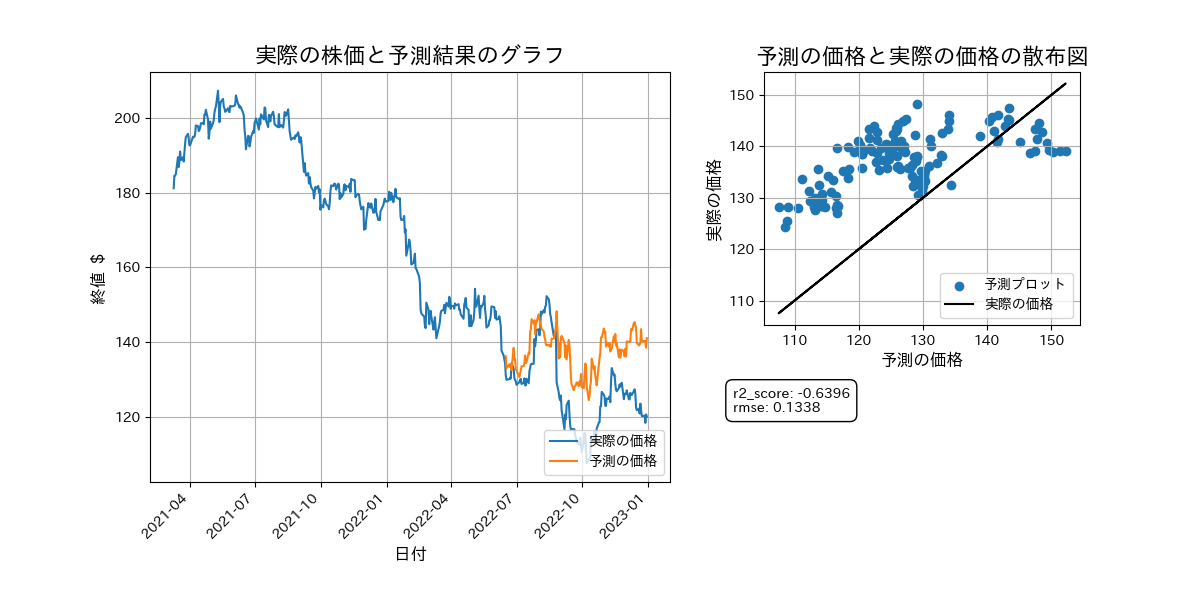 実際の株価と予測結果のグラフ
終値 $
200
180
160
140
120
2021-04
2021-07
2021-10
2022-01
2022-04
2022-07
2022-10
2023-01
日付
実際の価格
予測の価格
予測の価格と実際の価格の散布図
実際の価格
150
140
130
120
110
110
120
130
140
150
予測の価格
予測プロット
実際の価格
r2_score: -0.6396
rmse: 0.1338